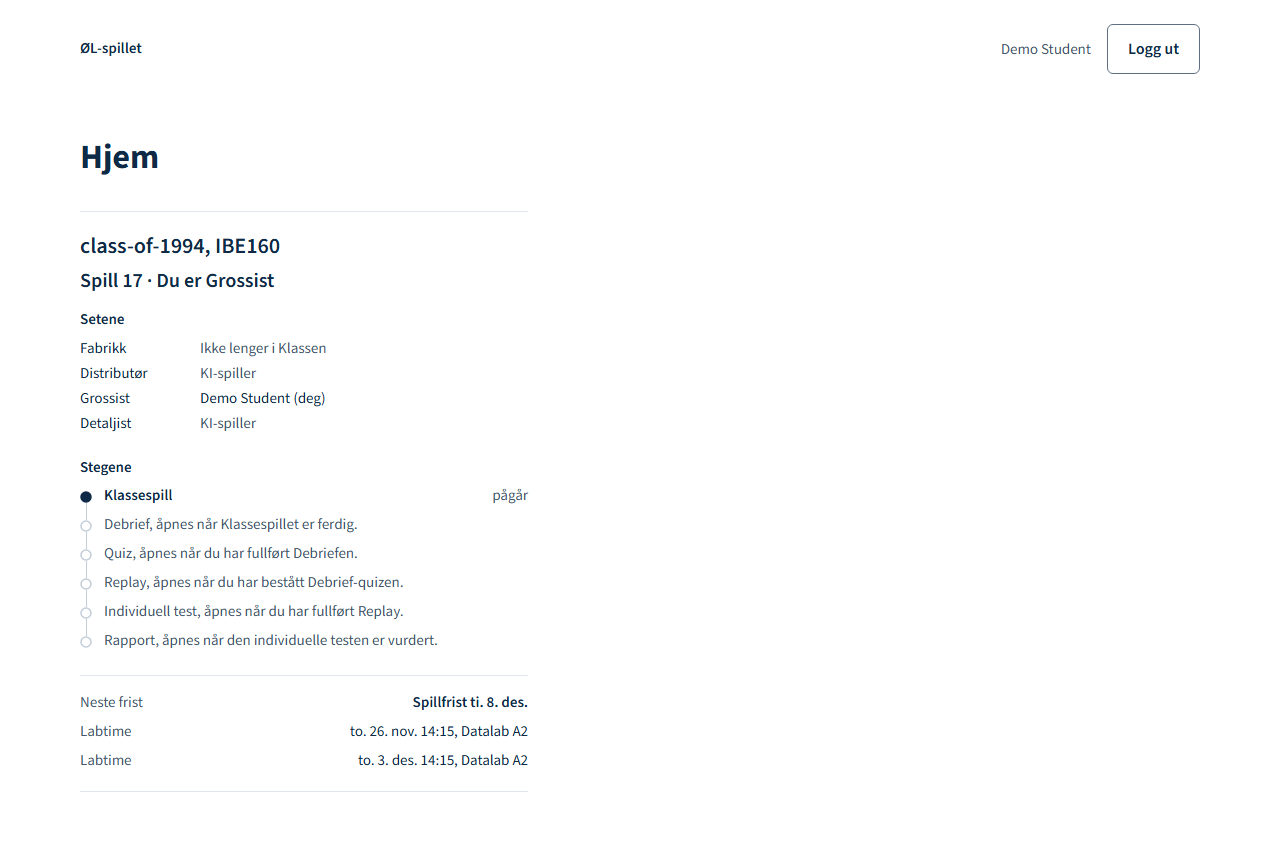 ØL-spillet
Demo Student
Logg ut
Hjem
class-of-1994, IBE160
Spill 17 · Du er Grossist
Setene
Fabrikk Ikke lenger i Klassen
Distributør KI-spiller
Grossist Demo Student (deg)
Detaljist KI-spiller
Stegene
Klassespill pågår
Debrief, åpnes når Klassespillet er ferdig.
Quiz, åpnes når du har fullført Debriefen.
Replay, åpnes når du har bestått Debrief-quizen.
Individuell test, åpnes når du har fullført Replay.
Rapport, åpnes når den individuelle testen er vurdert.
Neste frist Spillfrist ti. 8. des.
Labtime to. 26. nov. 14:15, Datalab A2
Labtime to. 3. des. 14:15, Datalab A2